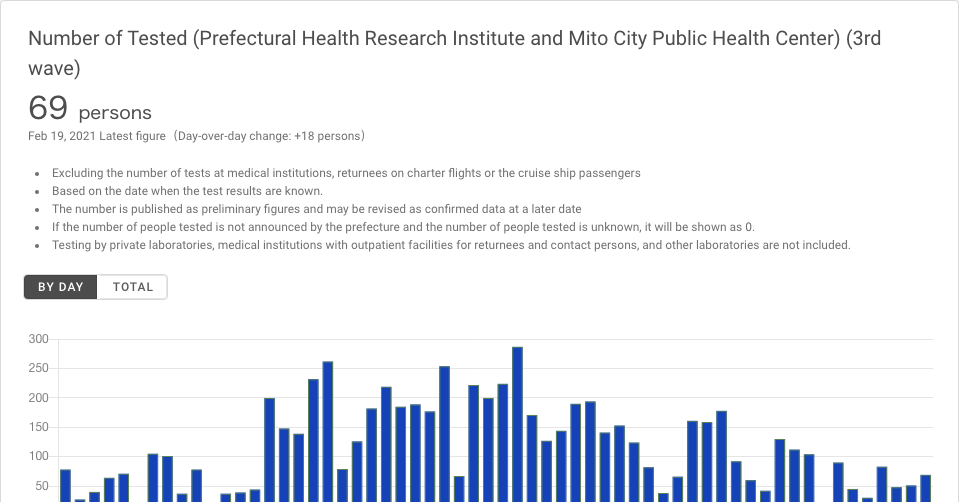 Number of Tested (Prefectural Health Research Institute and Mito City Public Health Center) (3rd
wave)
69 persons
Feb 19, 2021 Latest figure（Day-over-day change: +18 persons）
• Excluding the number of tests at medical institutions, returnees on charter flights or the cruise ship passengers
• Based on the date when the test results are known.
• The number is published as preliminary figures and may be revised as confirmed data at a later date
• If the number of people tested is not announced by the prefecture and the number of people tested is unknown, it will be shown as 0.
• Testing by private laboratories, medical institutions with outpatient facilities for returnees and contact persons, and other laboratories are not included.
BY DAY TOTAL
300
250
200
150
100
50